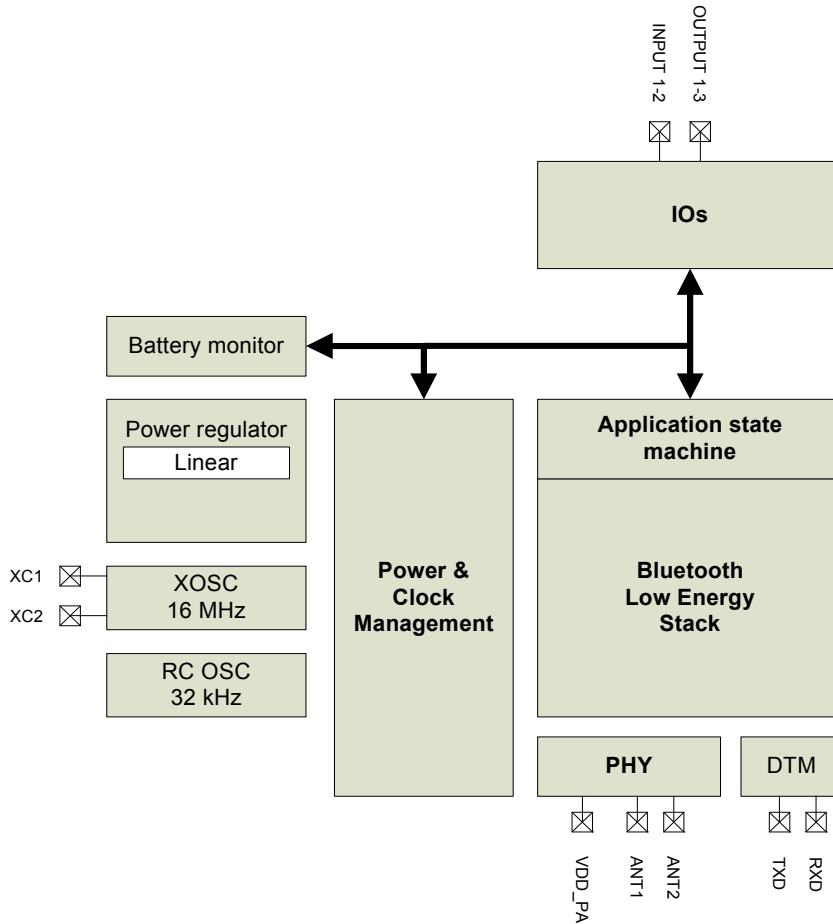 INPUT 1-2
OUTPUT 1-3
IOs
Battery monitor
Power regulator
Linear
XC1
XC2
XOSC
16 MHz
RC OSC
32 kHz
Power &
Clock
Management
Application state
machine
Bluetooth
Low Energy
Stack
PHY
DTM
VDD_PA
ANT1
ANT2
TXD
RXD